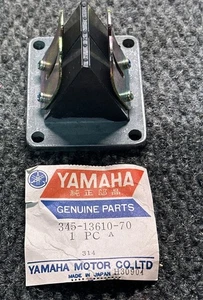 YAMAHA
純正部品
GENUINE PARTS
345-13610-70
1 PC A
314
YAMAHA MOTOR CO., LTD.
MADE IN JAPAN